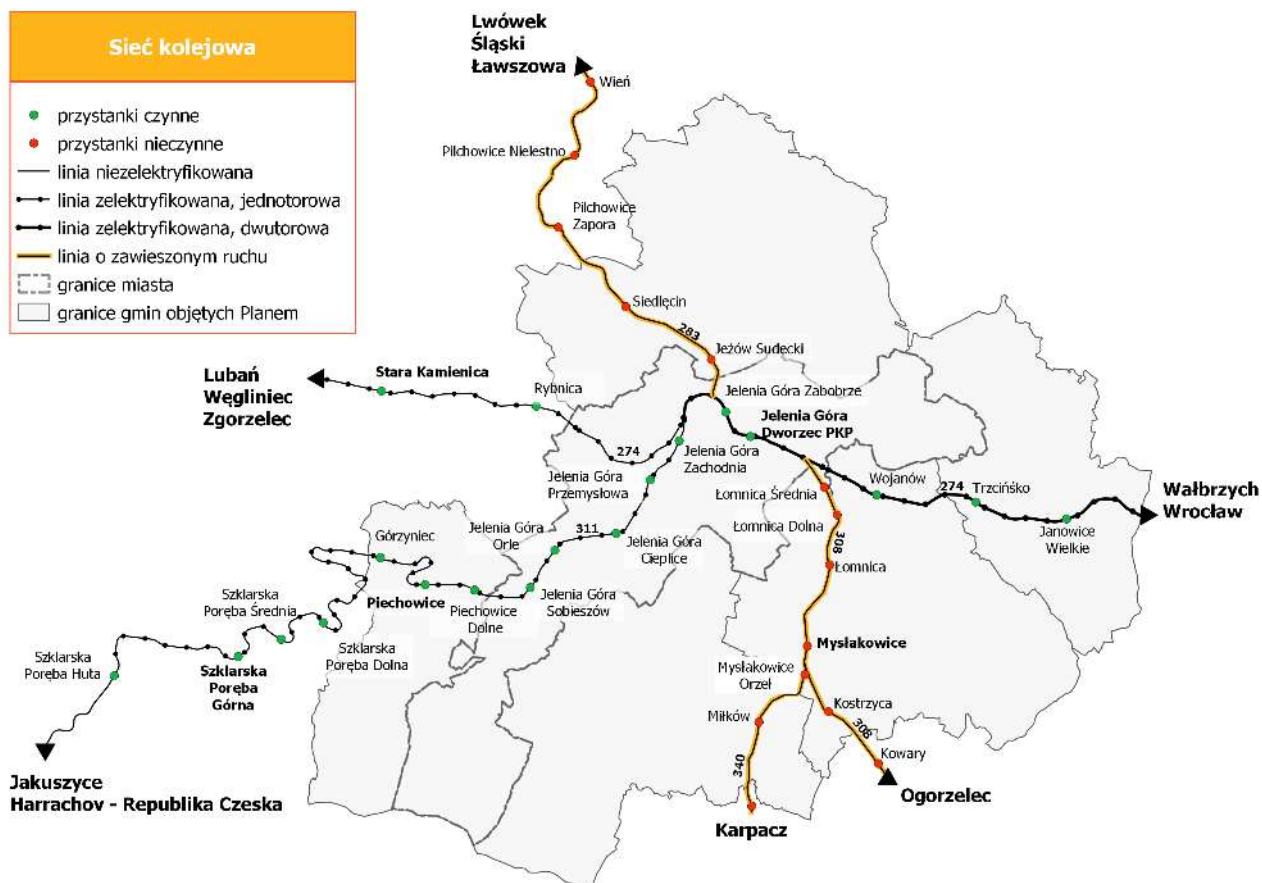 Sieć kolejowa
przystanki czynne
przystanki nieczynne
linia niezelektryfikowana
linia zelektryfikowana, jednotorowa
linia zelektryfikowana, dwutorowa
linia o zawieszonym ruchu
granice miasta
granice gmin objętych Planem
Lwówek
Śląski
Ławszowa
Wień
Pilchowice Nielestno
Pilchowice
Zapora
Siedlęcin
283
Jeżów Sudecki
Lubań
Węgliniec
Zgorzelec
Stara Kamienica
Rybnica
274
Jelenia Góra Zabobrze
Jelenia Góra
Dworzec PKP
Jelenia Góra
Zachodnia
Jelenia Góra
Przemysłowa
Wojanów
274
Trzcińsko
Janowice
Wielkie
Wałbrzych
Wrocław
Łomnica Średnia
Łomnica Dolna
308
Łomnica
Jelenia Góra
Orle
311
Jelenia Góra
Cieplice
Górzyniec
Piechowice
Piechowice
Dolne
Jelenia Góra
Sobieszów
Szklarska
Poręba Średnia
Szklarska
Poręba Dolna
Szklarska
Poręba Huta
Szklarska
Poręba
Górna
Mysłakowice
Mysłakowice
Orzeł
Miłków
Kostrzyca
308
Kowary
340
Jakuszyce
Harrachov - Republika Czeska
Karpacz
Ogorzelec